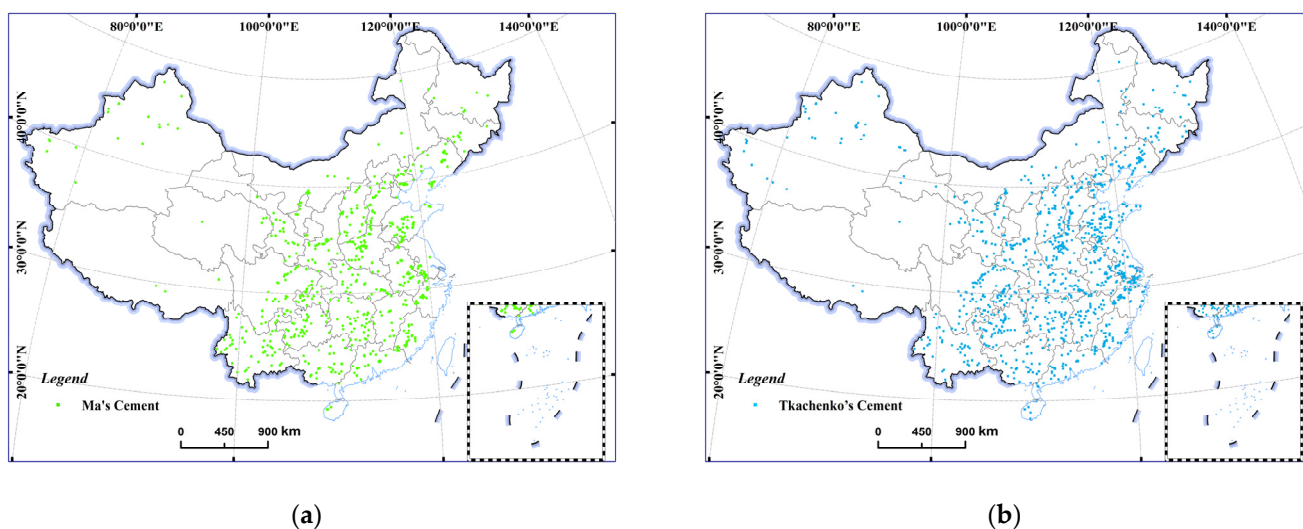 80°0'0"E 100°0'0"E 120°0'0"E 140°0'0"E
40°0'0"N
30°0'0"N
20°0'0"N
Legend
Ma's Cement
0 450 900 km
(a)
80°0'0"E 100°0'0"E 120°0'0"E 140°0'0"E
40°0'0"N
30°0'0"N
20°0'0"N
Legend
Tkachenko's Cement
0 450 900 km
(b)